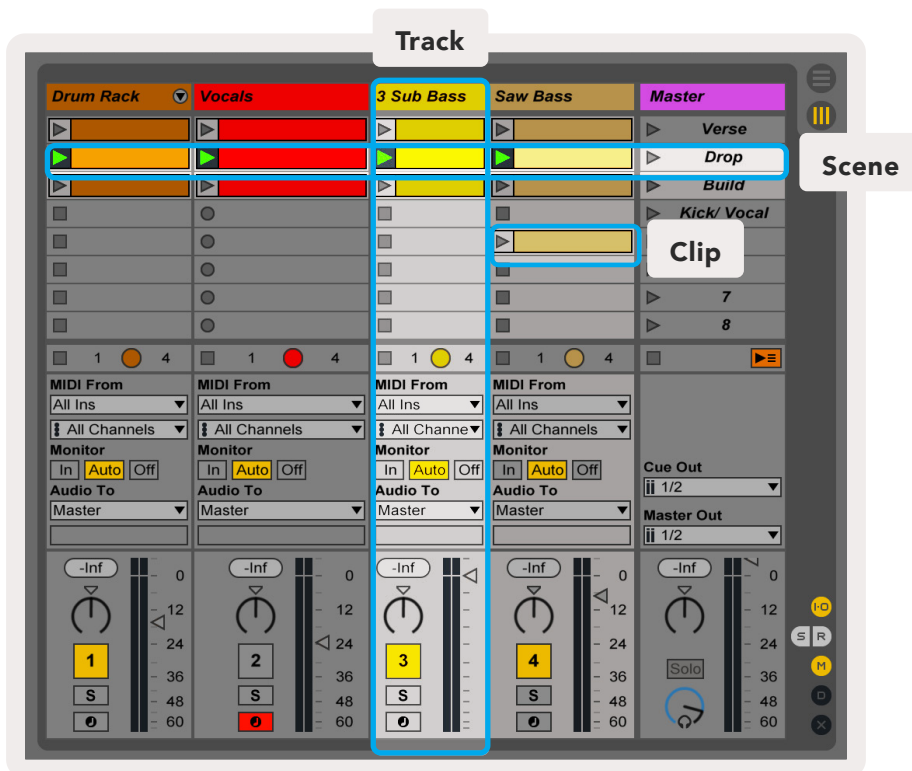 Track
Drum Rack Vocals 3 Sub Bass Saw Bass Master
Verse
Drop
Scene
Build
Kick/ Vocal
Clip
7
8
1 4 1 4 1 4 1 4
MIDI From MIDI From MIDI From MIDI From
All Ins All Ins All Ins All Ins
All Channels All Channels All Channe All Channels
Monitor Monitor Monitor Monitor
In Auto Off In Auto Off In Auto Off In Auto Off
Cue Out
Audio To Audio To Audio To Audio To
1/2
Master Master Master Master
Master Out
1/2
-Inf -Inf -Inf -Inf -Inf
0 0 0 0
12 12 12 12
I·O
24 24 24 24
S R
1 2 3 4 Solo
36 36 36 36
M
S S S S
48 48 48 48
D
60 60 60 60
X